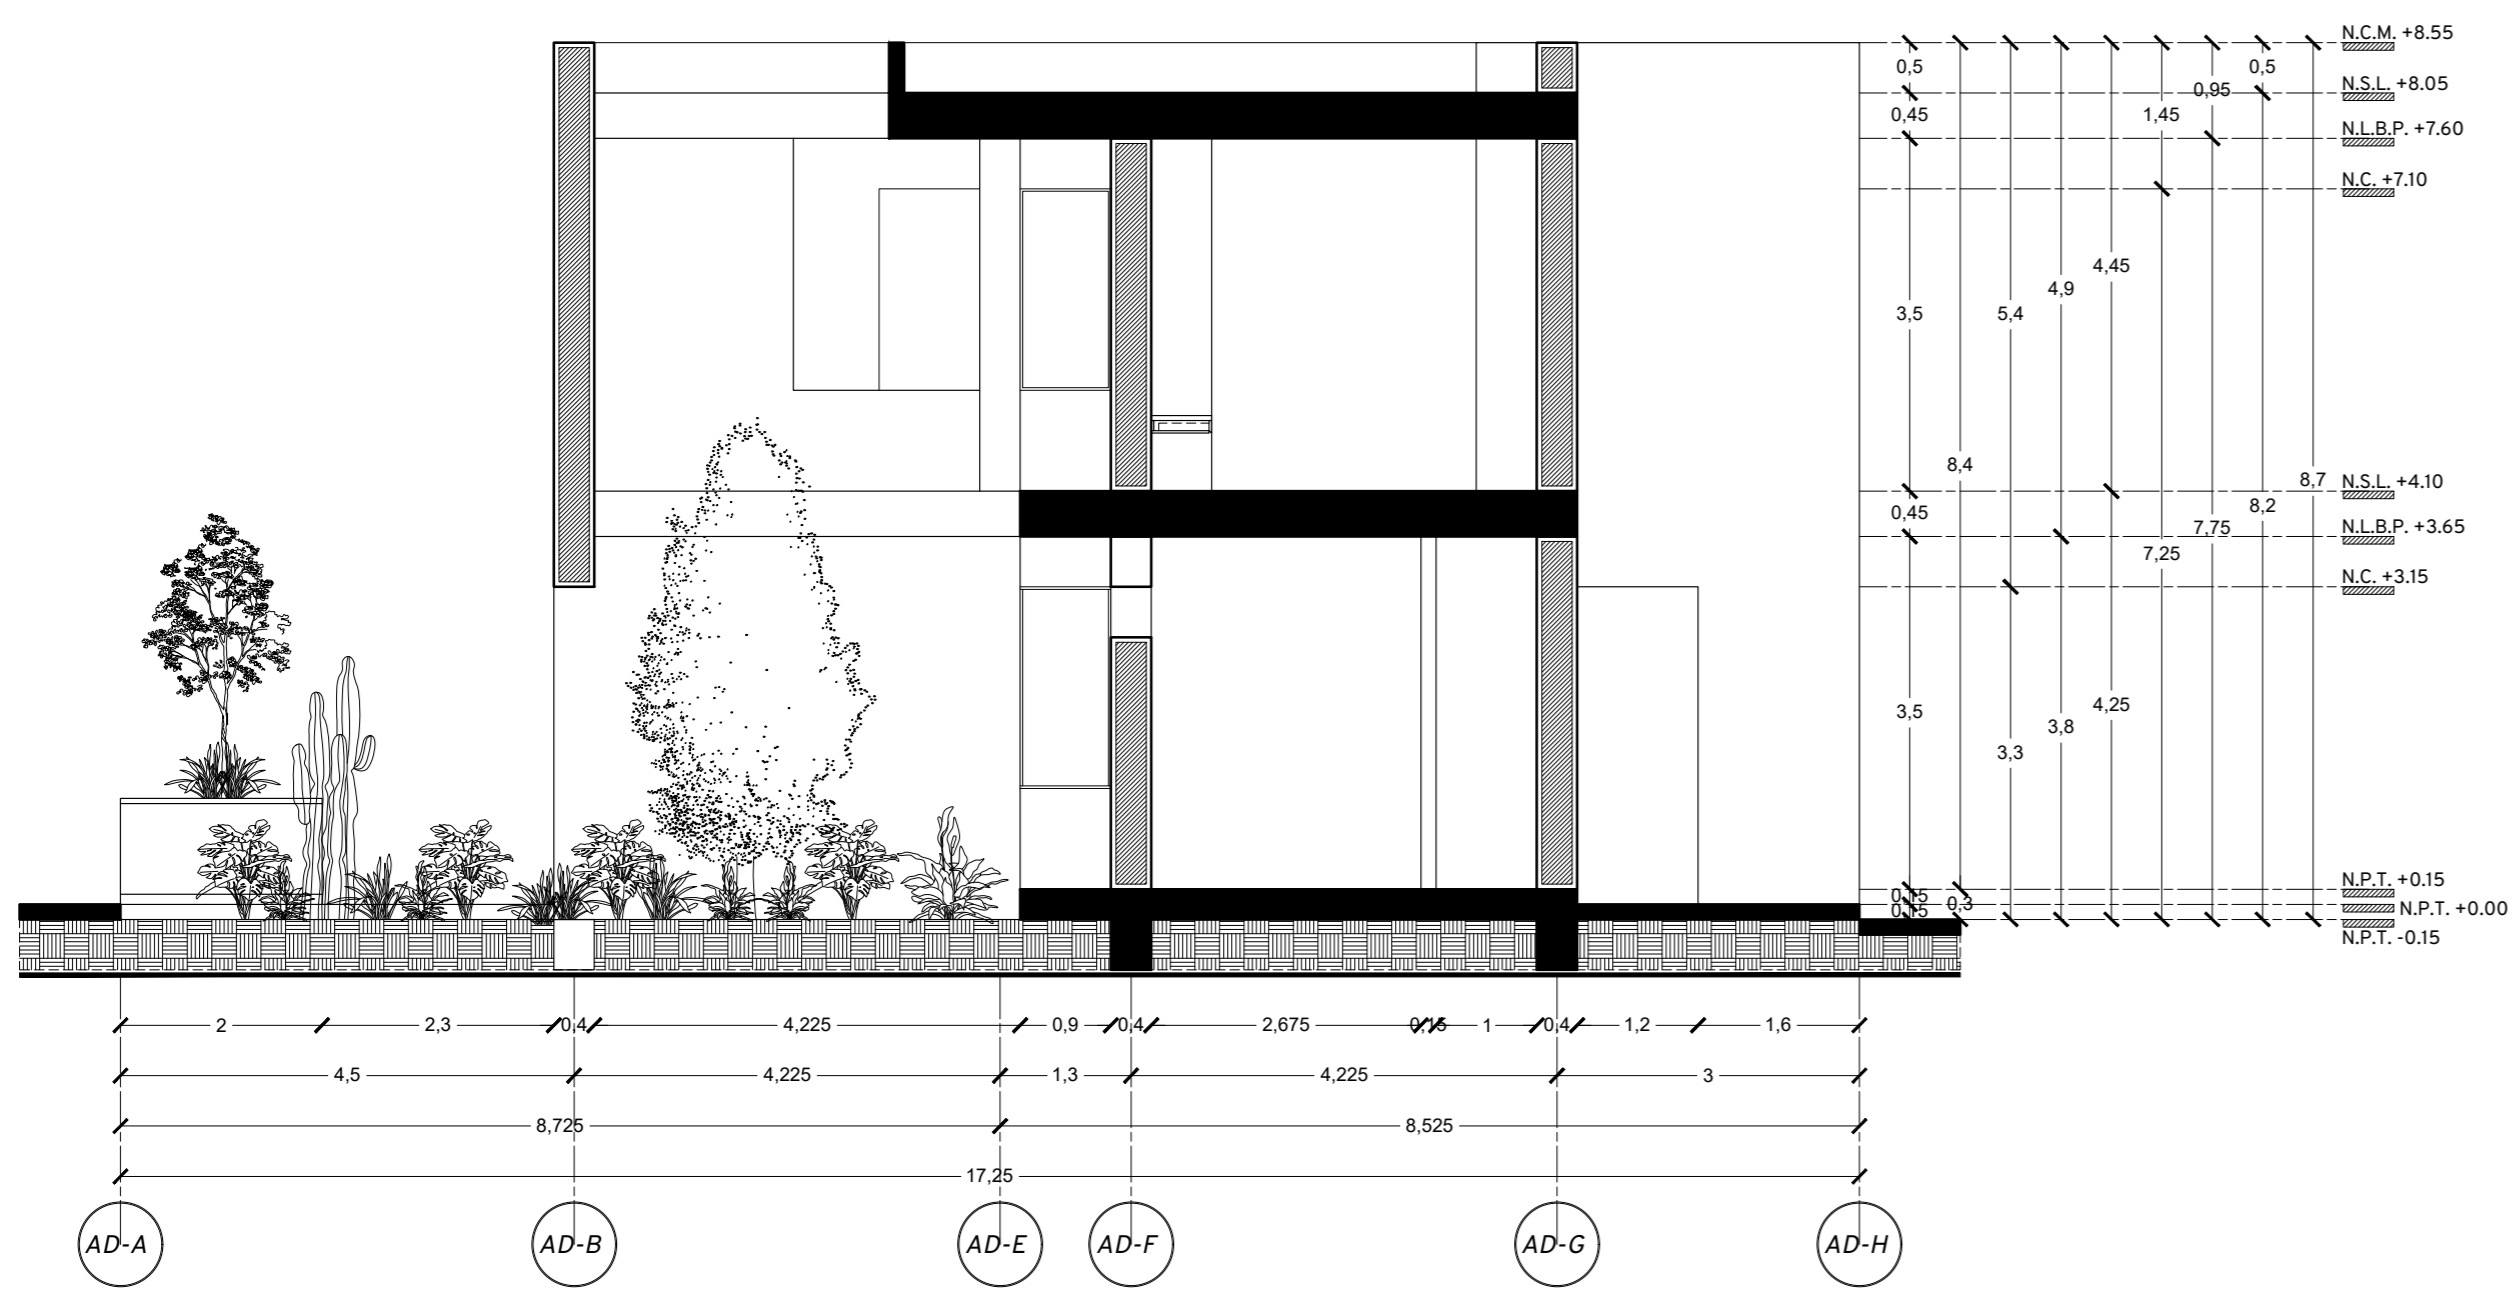 N.C.M. +8.55
0,5
0,5
N.S.L. +8.05
0,95
0,45
1,45
N.L.B.P. +7.60
N.C. +7.10
4,45
4,9
3,5
5,4
8,4
8,7
N.S.L. +4.10
8,2
0,45
7,75
N.L.B.P. +3.65
7,25
N.C. +3.15
4,25
3,5
3,8
3,3
N.P.T. +0.15
0,15
0,3
0,15
N.P.T. +0.00
N.P.T. -0.15
2
2,3
0,4
4,225
0,9
0,4
2,675
0,15
1
0,4
1,2
1,6
4,5
4,225
1,3
4,225
3
8,725
8,525
17,25
AD-A
AD-B
AD-E
AD-F
AD-G
AD-H